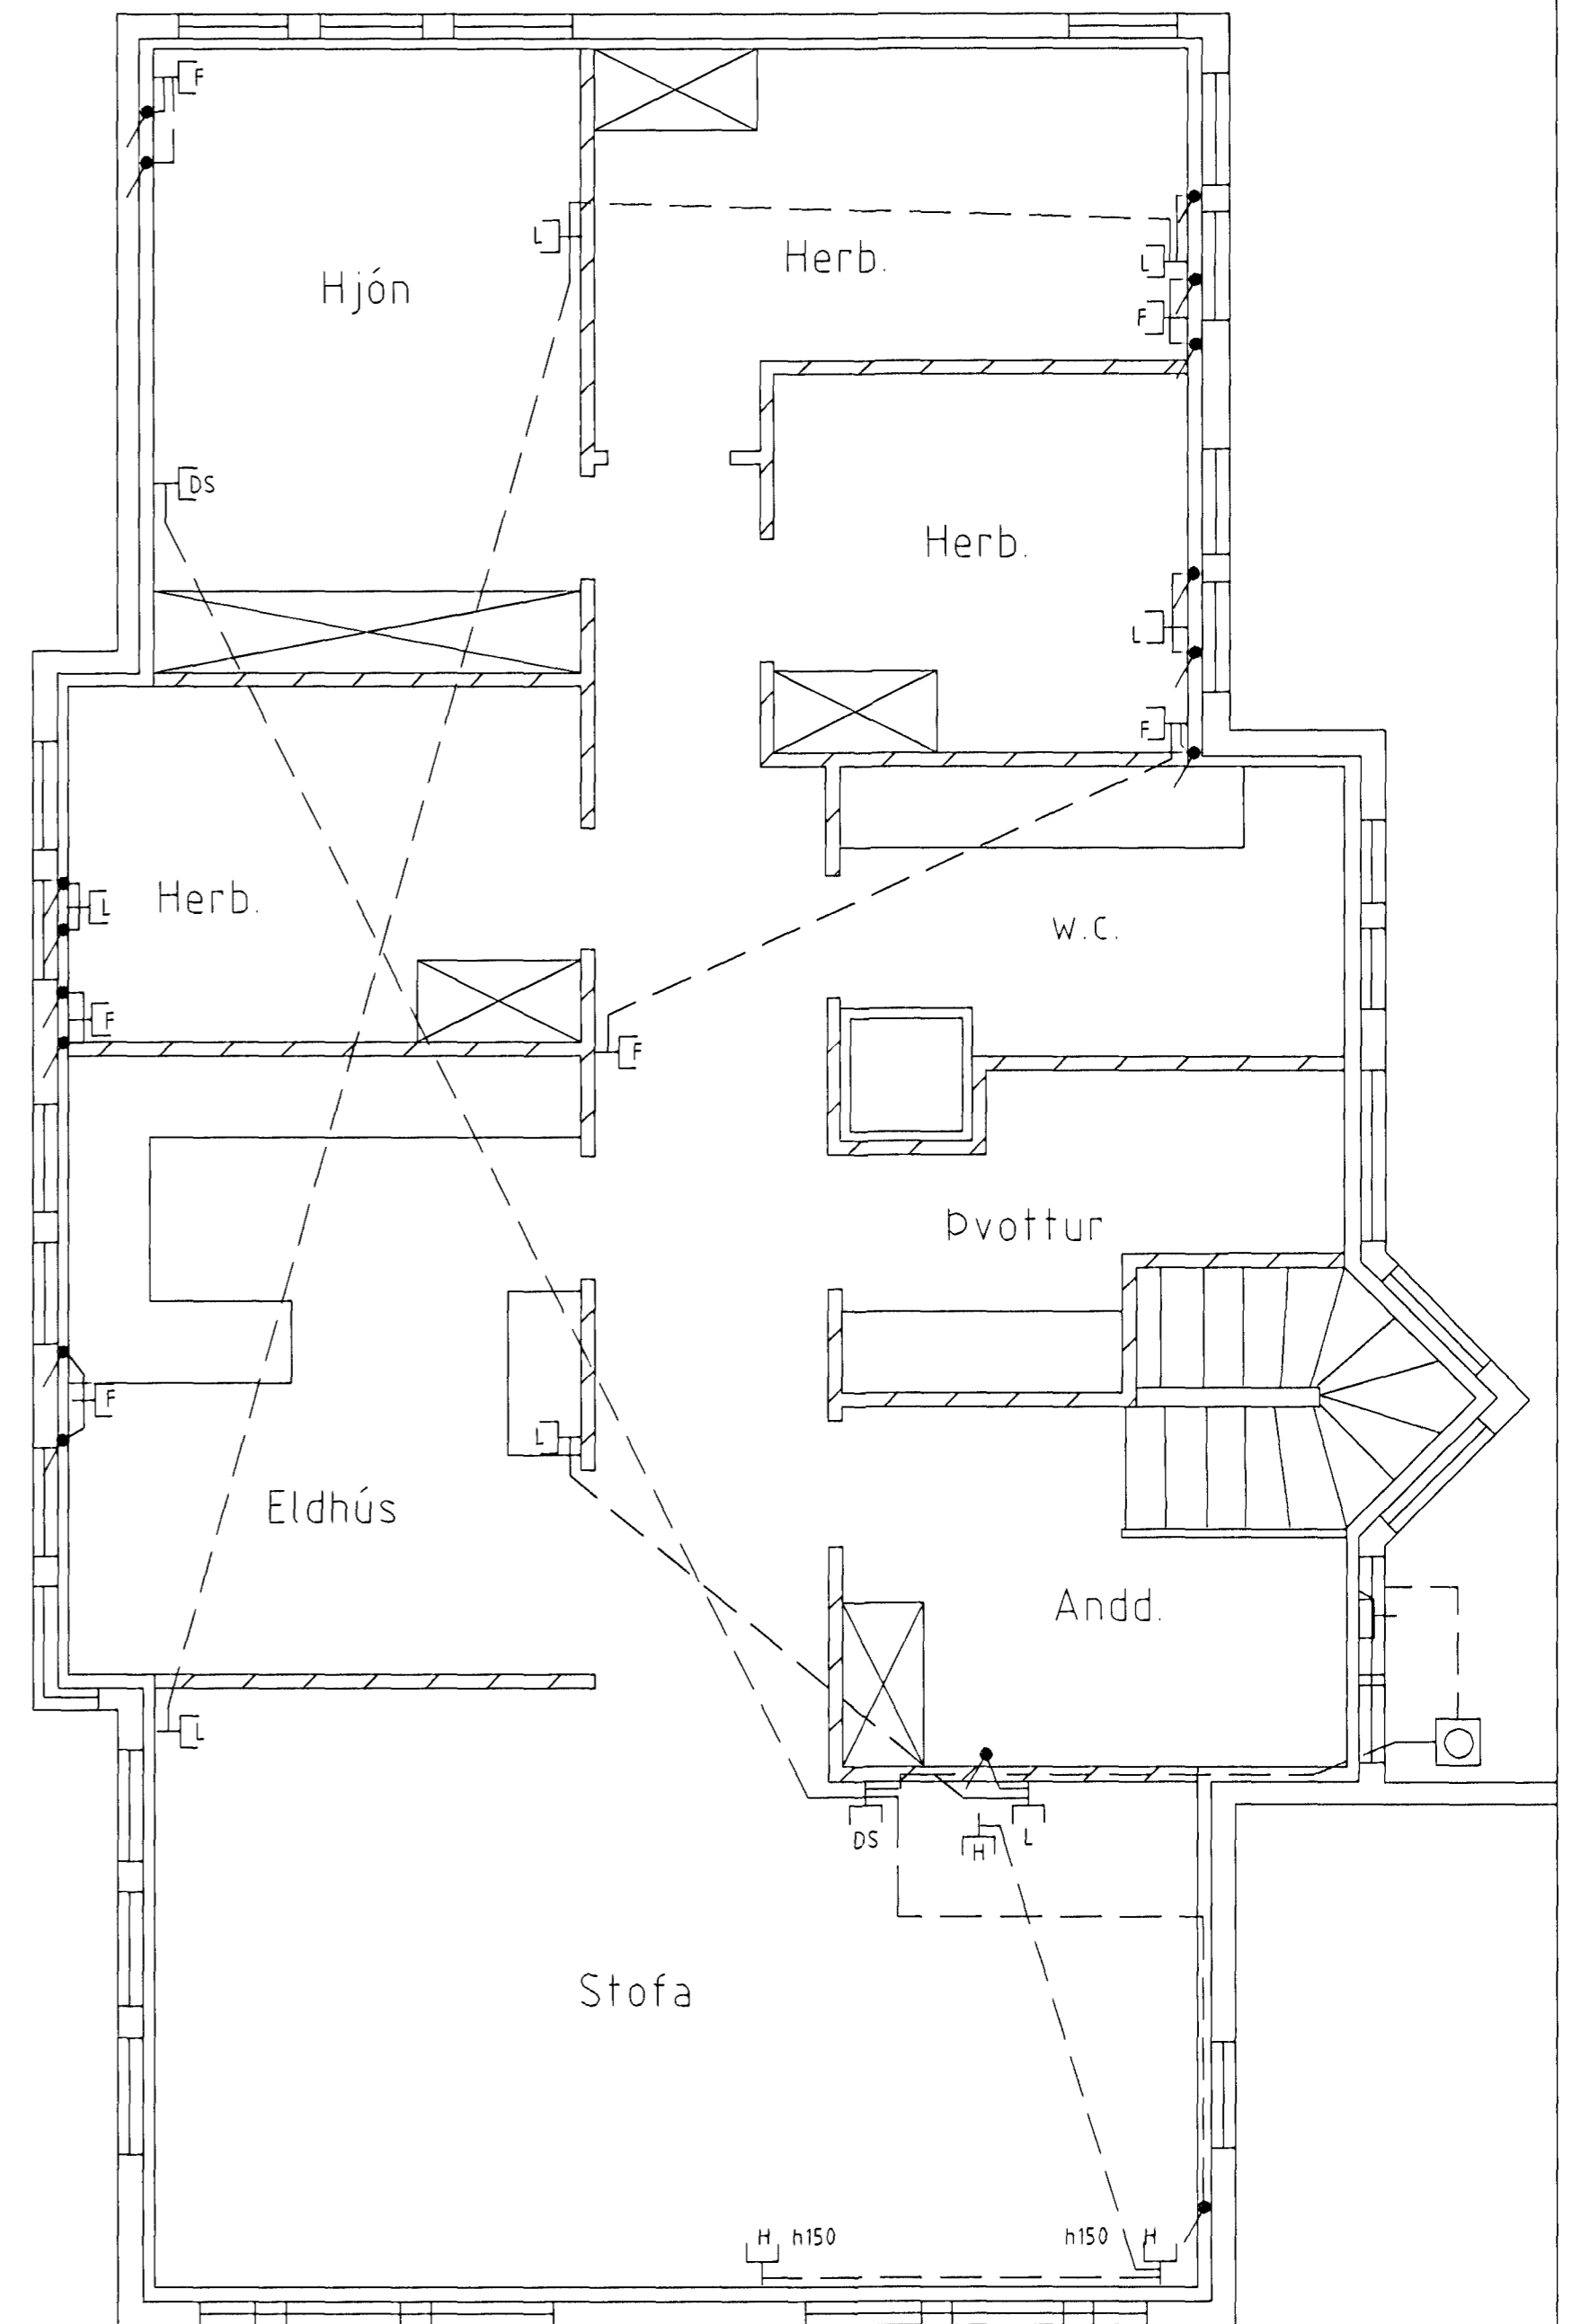 F
L
Herb.
L
Hjón
F
DS
Herb.
L
F
Herb.
L
W.C.
F
F
Þvottur
F
L
Eldhús
Andd.
L
DS
H
L
Stofa
H h150
h150 H